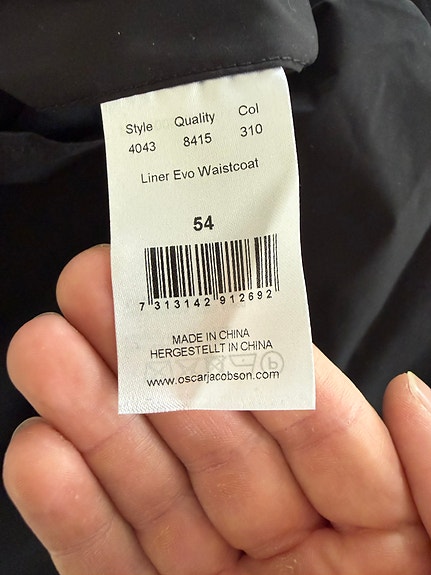 Style Quality Col
4043 8415 310
Liner Evo Waistcoat
54
7 313142 912692
MADE IN CHINA
HERGESTELLT IN CHINA
www.oscarjacobson.com